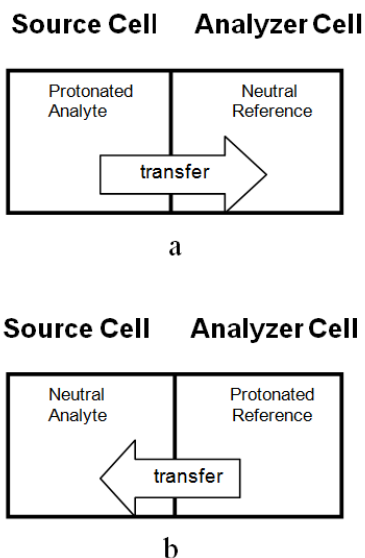 Source Cell Analyzer Cell
Protonated Analyte
Neutral Reference
transfer
a
Source Cell Analyzer Cell
Neutral Analyte
Protonated Reference
transfer
b